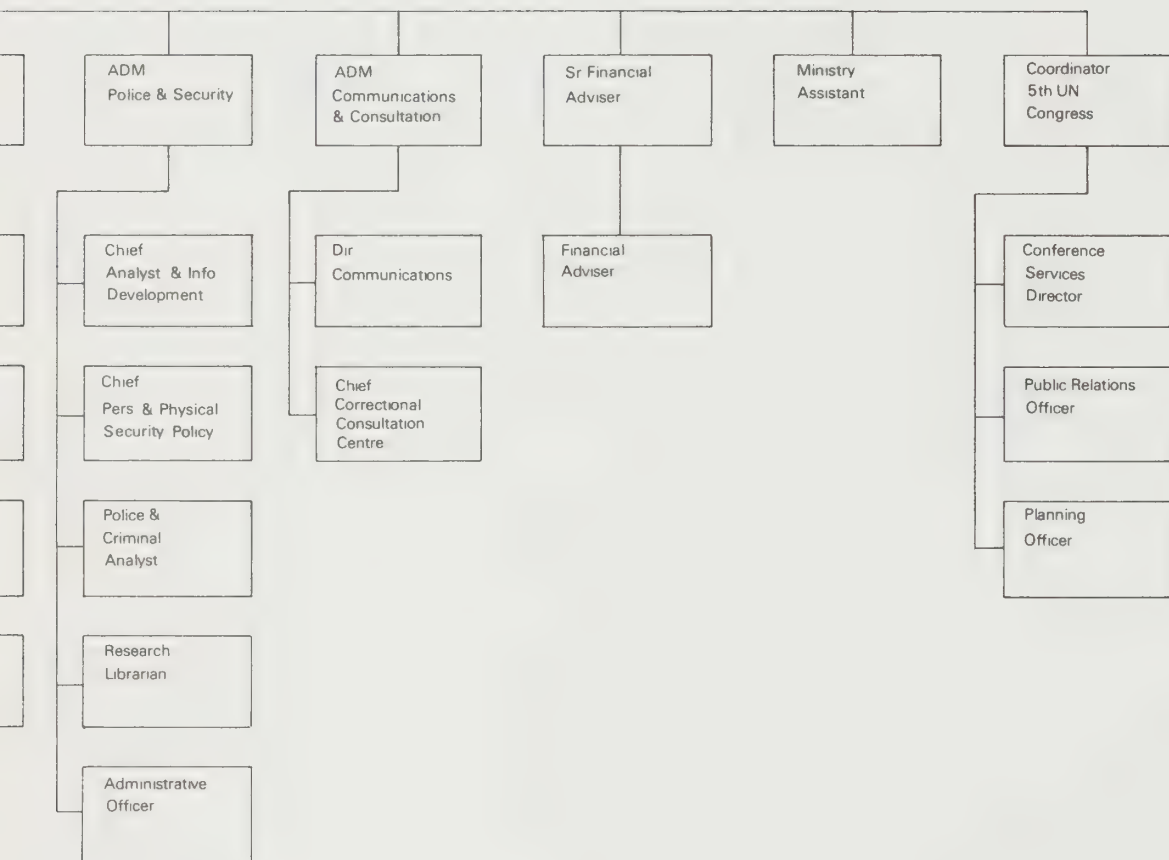 ADM
Police & Security
ADM
Communications
& Consultation
Sr Financial
Adviser
Ministry
Assistant
Coordinator
5th UN
Congress
Chief
Analyst & Info
Development
Dir
Communications
Financial
Adviser
Conference
Services
Director
Chief
Pers & Physical
Security Policy
Chief
Correctional
Consultation
Centre
Public Relations
Officer
Police &
Criminal
Analyst
Planning
Officer
Research
Librarian
Administrative
Officer